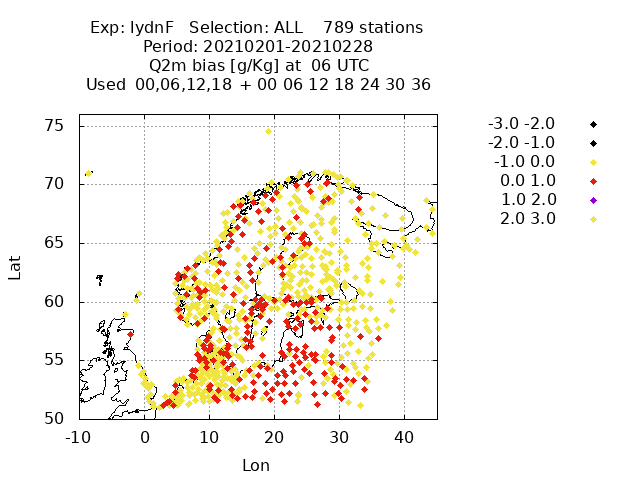 Exp: lydnF   Selection: ALL    789 stations
Period: 20210201-20210228
Q2m bias [g/Kg] at  06 UTC
Used  00,06,12,18 + 00 06 12 18 24 30 36
-3.0 -2.0
-2.0 -1.0
-1.0 0.0
0.0 1.0
1.0 2.0
2.0 3.0
75
70
65
60
55
50
Lat
-10 0 10 20 30 40
Lon